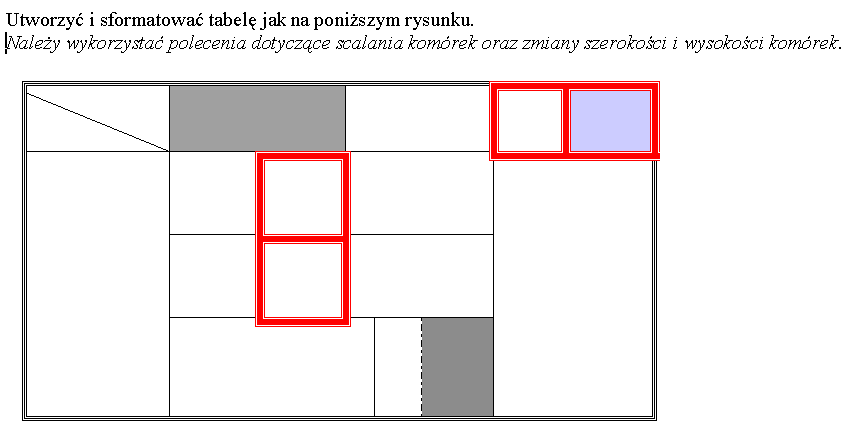 Utworzyć i sformatować tabelę jak na poniższym rysunku.
Należy wykorzystać polecenia dotyczące scalania komórek oraz zmiany szerokości i wysokości komórek.